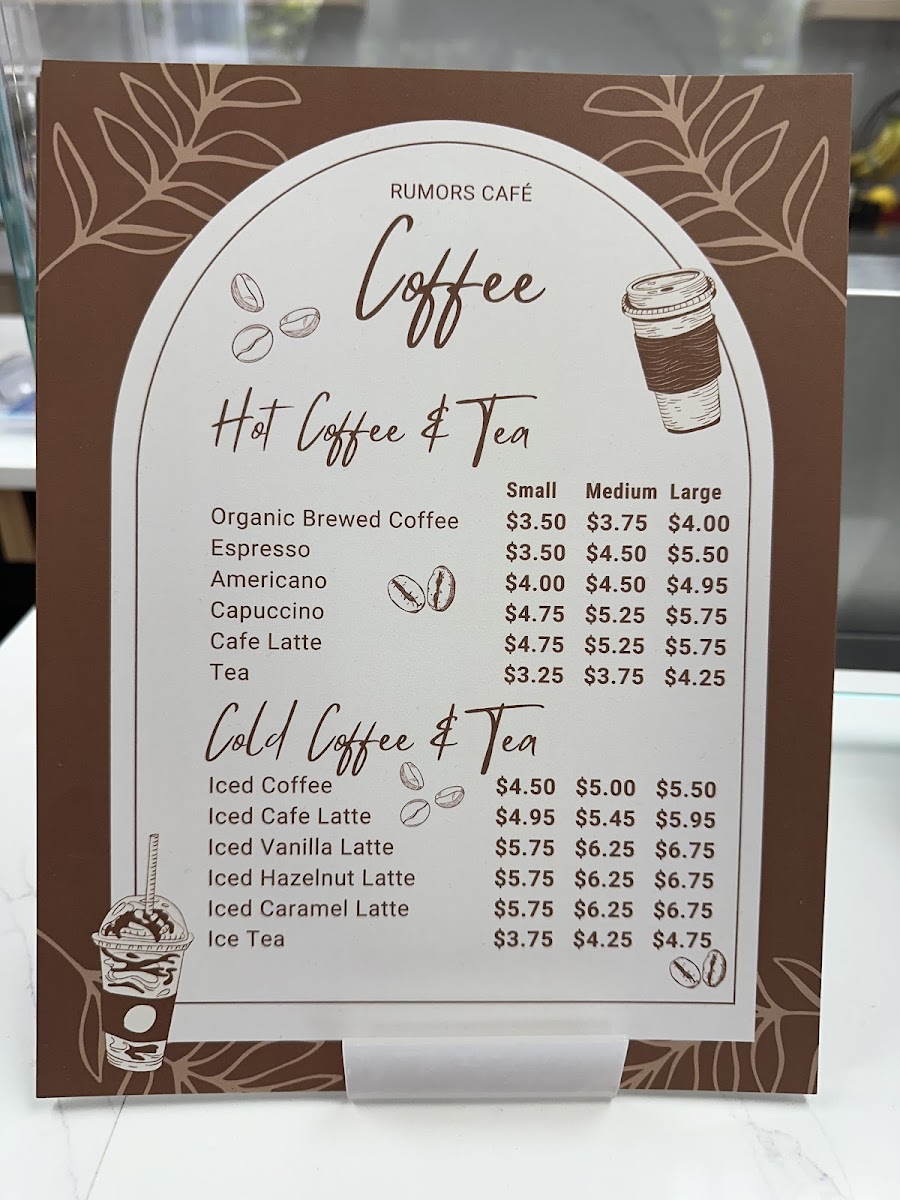 RUMORS CAFÉ
Coffee
Hot Coffee & Tea
Small Medium Large
Organic Brewed Coffee $3.50 $3.75 $4.00
Espresso $3.50 $4.50 $5.50
Americano $4.00 $4.50 $4.95
Capuccino $4.75 $5.25 $5.75
Cafe Latte $4.75 $5.25 $5.75
Tea $3.25 $3.75 $4.25
Cold Coffee & Tea
Iced Coffee $4.50 $5.00 $5.50
Iced Cafe Latte $4.95 $5.45 $5.95
Iced Vanilla Latte $5.75 $6.25 $6.75
Iced Hazelnut Latte $5.75 $6.25 $6.75
Iced Caramel Latte $5.75 $6.25 $6.75
Ice Tea $3.75 $4.25 $4.75